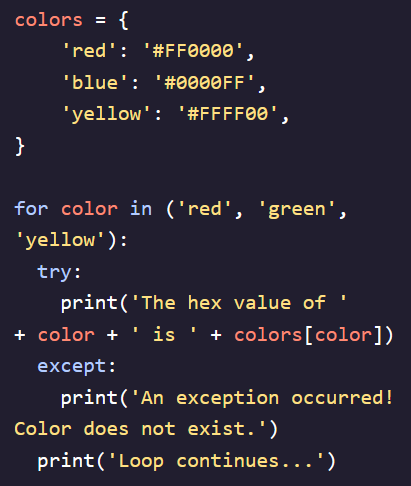 colors = {
    'red': '#FF0000',
    'blue': '#0000FF',
    'yellow': '#FFFF00',
}

for color in ('red', 'green',
'yellow'):
  try:
    print('The hex value of '
+ color + ' is ' + colors[color])
  except:
    print('An exception occurred!
Color does not exist.')
  print('Loop continues...')